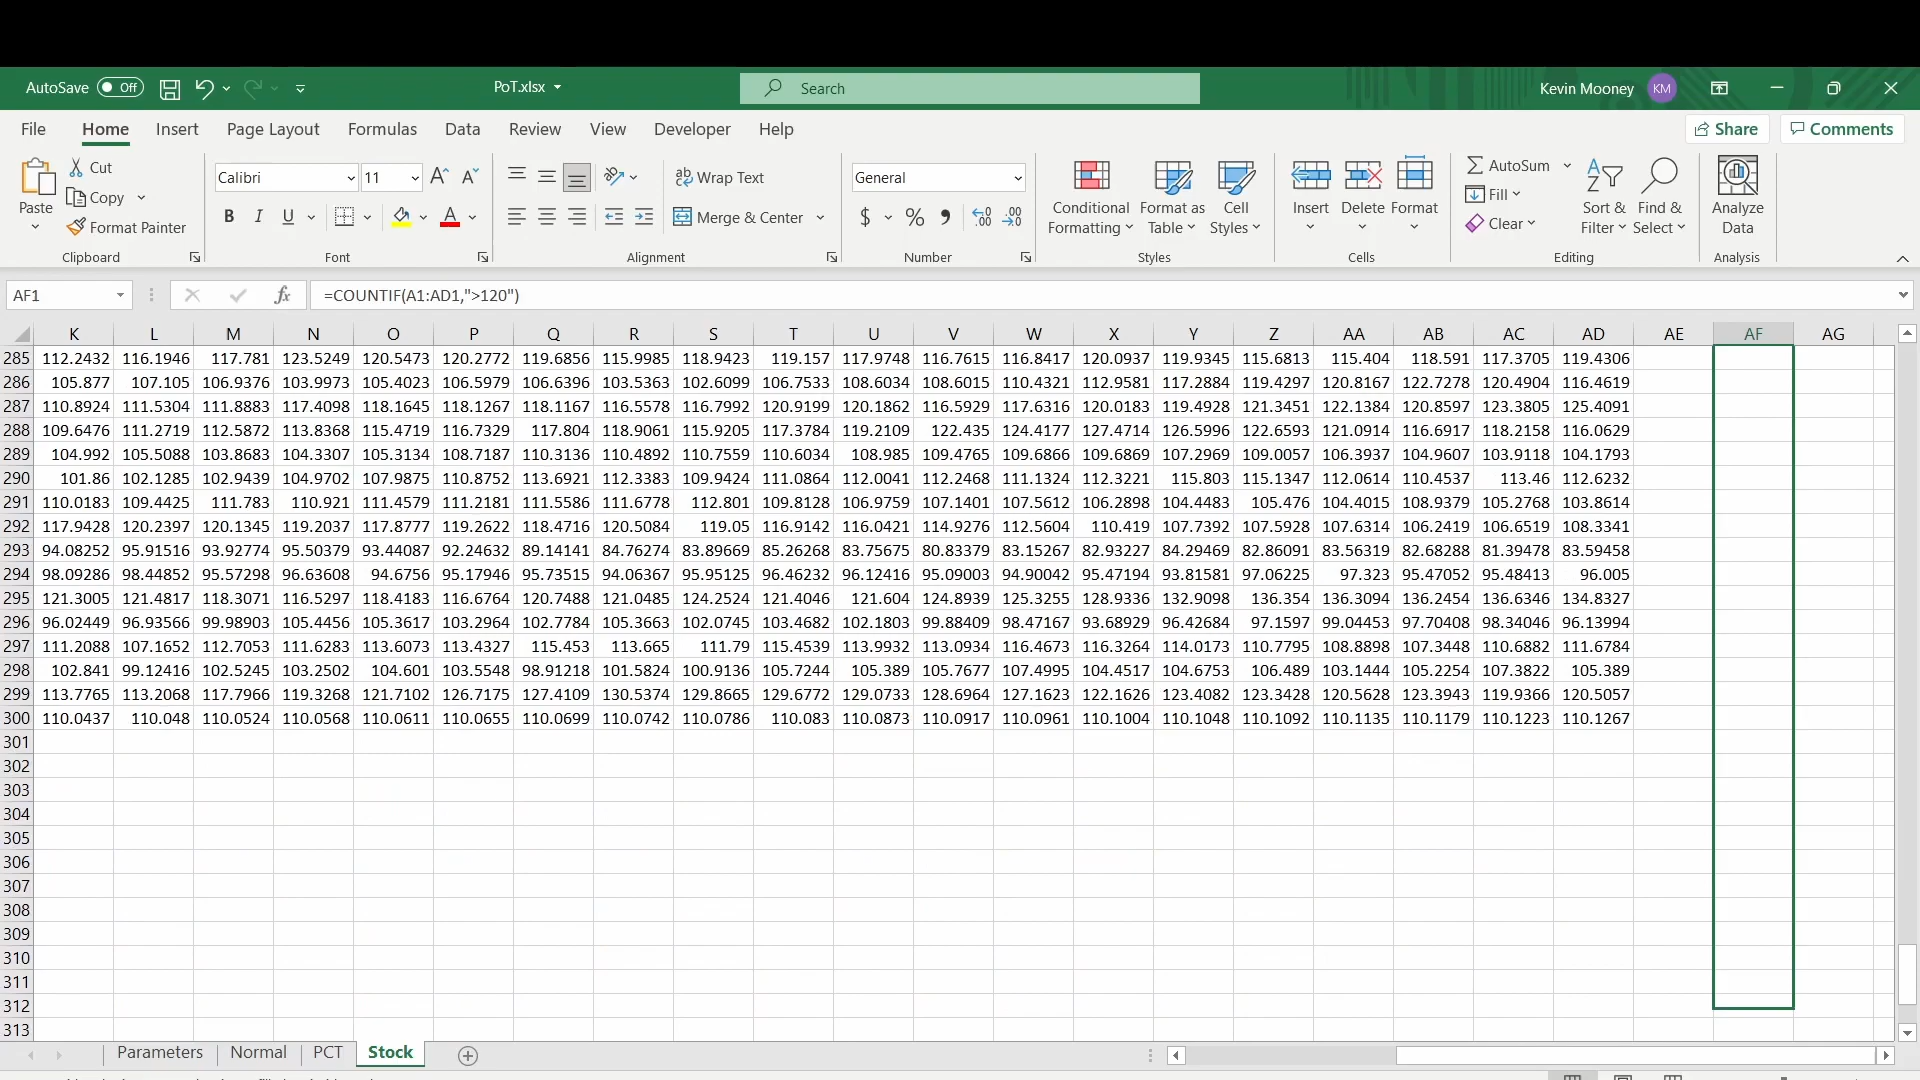 AutoSave Off PoT.xlsx Search Kevin Mooney KM
File Home Insert Page Layout Formulas Data Review View Developer Help Share Comments
Paste Cut Copy Format Painter Clipboard
Calibri 11 B I U A Font
ab Wrap Text Merge & Center Alignment
General $ % Number
Conditional Formatting Format as Table Cell Styles Styles
Insert Delete Format Cells
AutoSum Fill Clear Sort & Filter Find & Select Editing
Analyze Data Analysis
AF1 fx =COUNTIF(A1:AD1,">120")
K L M N O P Q R S T U V W X Y Z AA AB AC AD AE AF AG
285 112.2432 116.1946 117.781 123.5249 120.5473 120.2772 119.6856 115.9985 118.9423 119.157 117.9748 116.7615 116.8417 120.0937 119.9345 115.6813 115.404 118.591 117.3705 119.4306
286 105.877 107.105 106.9376 103.9973 105.4023 106.5979 106.6396 103.5363 102.6099 106.7533 108.6034 108.6015 110.4321 112.9581 117.2884 119.4297 120.8167 122.7278 120.4904 116.4619
287 110.8924 111.5304 111.8883 117.4098 118.1645 118.1267 118.1167 116.5578 116.7992 120.9199 120.1862 116.5929 117.6316 120.0183 119.4928 121.3451 122.1384 120.8597 123.3805 125.4091
288 109.6476 111.2719 112.5872 113.8368 115.4719 116.7329 117.804 118.9061 115.9205 117.3784 119.2109 122.435 124.4177 127.4714 126.5996 122.6593 121.0914 116.6917 118.2158 116.0629
289 104.992 105.5088 103.8683 104.3307 105.3134 108.7187 110.3136 110.4892 110.7559 110.6034 108.985 109.4765 109.6866 109.6869 107.2969 109.0057 106.3937 104.9607 103.9118 104.1793
290 101.86 102.1285 102.9439 104.9702 107.9875 110.8752 113.6921 112.3383 109.9424 111.0864 112.0041 112.2468 111.1324 112.3221 115.803 115.1347 112.0614 110.4537 113.46 112.6232
291 110.0183 109.4425 111.783 110.921 111.4579 111.2181 111.5586 111.6778 112.801 109.8128 106.9759 107.1401 107.5612 106.2898 104.4483 105.476 104.4015 108.9379 105.2768 103.8614
292 117.9428 120.2397 120.1345 119.2037 117.8777 119.2622 118.4716 120.5084 119.05 116.9142 116.0421 114.9276 112.5604 110.419 107.7392 107.5928 107.6314 106.2419 106.6519 108.3341
293 94.08252 95.91516 93.92774 95.50379 93.44087 92.24632 89.14141 84.76274 83.89669 85.26268 83.75675 80.83379 83.15267 82.93227 84.29469 82.86091 83.56319 82.68288 81.39478 83.59458
294 98.09286 98.44852 95.57298 96.63608 94.6756 95.17946 95.73515 94.06367 95.95125 96.46232 96.12416 95.09003 94.90042 95.47194 93.81581 97.06225 97.323 95.47052 95.48413 96.005
295 121.3005 121.4817 118.3071 116.5297 118.4183 116.6764 120.7488 121.0485 124.2524 121.4046 121.604 124.8939 125.3255 128.9336 132.9098 136.354 136.3094 136.2454 136.6346 134.8327
296 96.02449 96.93566 99.98903 105.4456 105.3617 103.2964 102.7784 105.3663 102.0745 103.4682 102.1803 99.88409 98.47167 93.68929 96.42684 97.1597 99.04453 97.70408 98.34046 96.13994
297 111.2088 107.1652 112.7053 111.6283 113.6073 113.4327 115.453 113.665 111.79 115.4539 113.9932 113.0934 116.4673 116.3264 114.0173 110.7795 108.8898 107.3448 110.6882 111.6784
298 102.841 99.12416 102.5245 103.2502 104.601 103.5548 98.91218 101.5824 100.9136 105.7244 105.389 105.7677 107.4995 104.4517 104.6753 106.489 103.1444 105.2254 107.3822 105.389
299 113.7765 113.2068 117.7966 119.3268 121.7102 126.7175 127.4109 130.5374 129.8665 129.6772 129.0733 128.6964 127.1623 122.1626 123.4082 123.3428 120.5628 123.3943 119.9366 120.5057
300 110.0437 110.048 110.0524 110.0568 110.0611 110.0655 110.0699 110.0742 110.0786 110.083 110.0873 110.0917 110.0961 110.1004 110.1048 110.1092 110.1135 110.1179 110.1223 110.1267
301
302
303
304
305
306
307
308
309
310
311
312
313
Parameters Normal PCT Stock